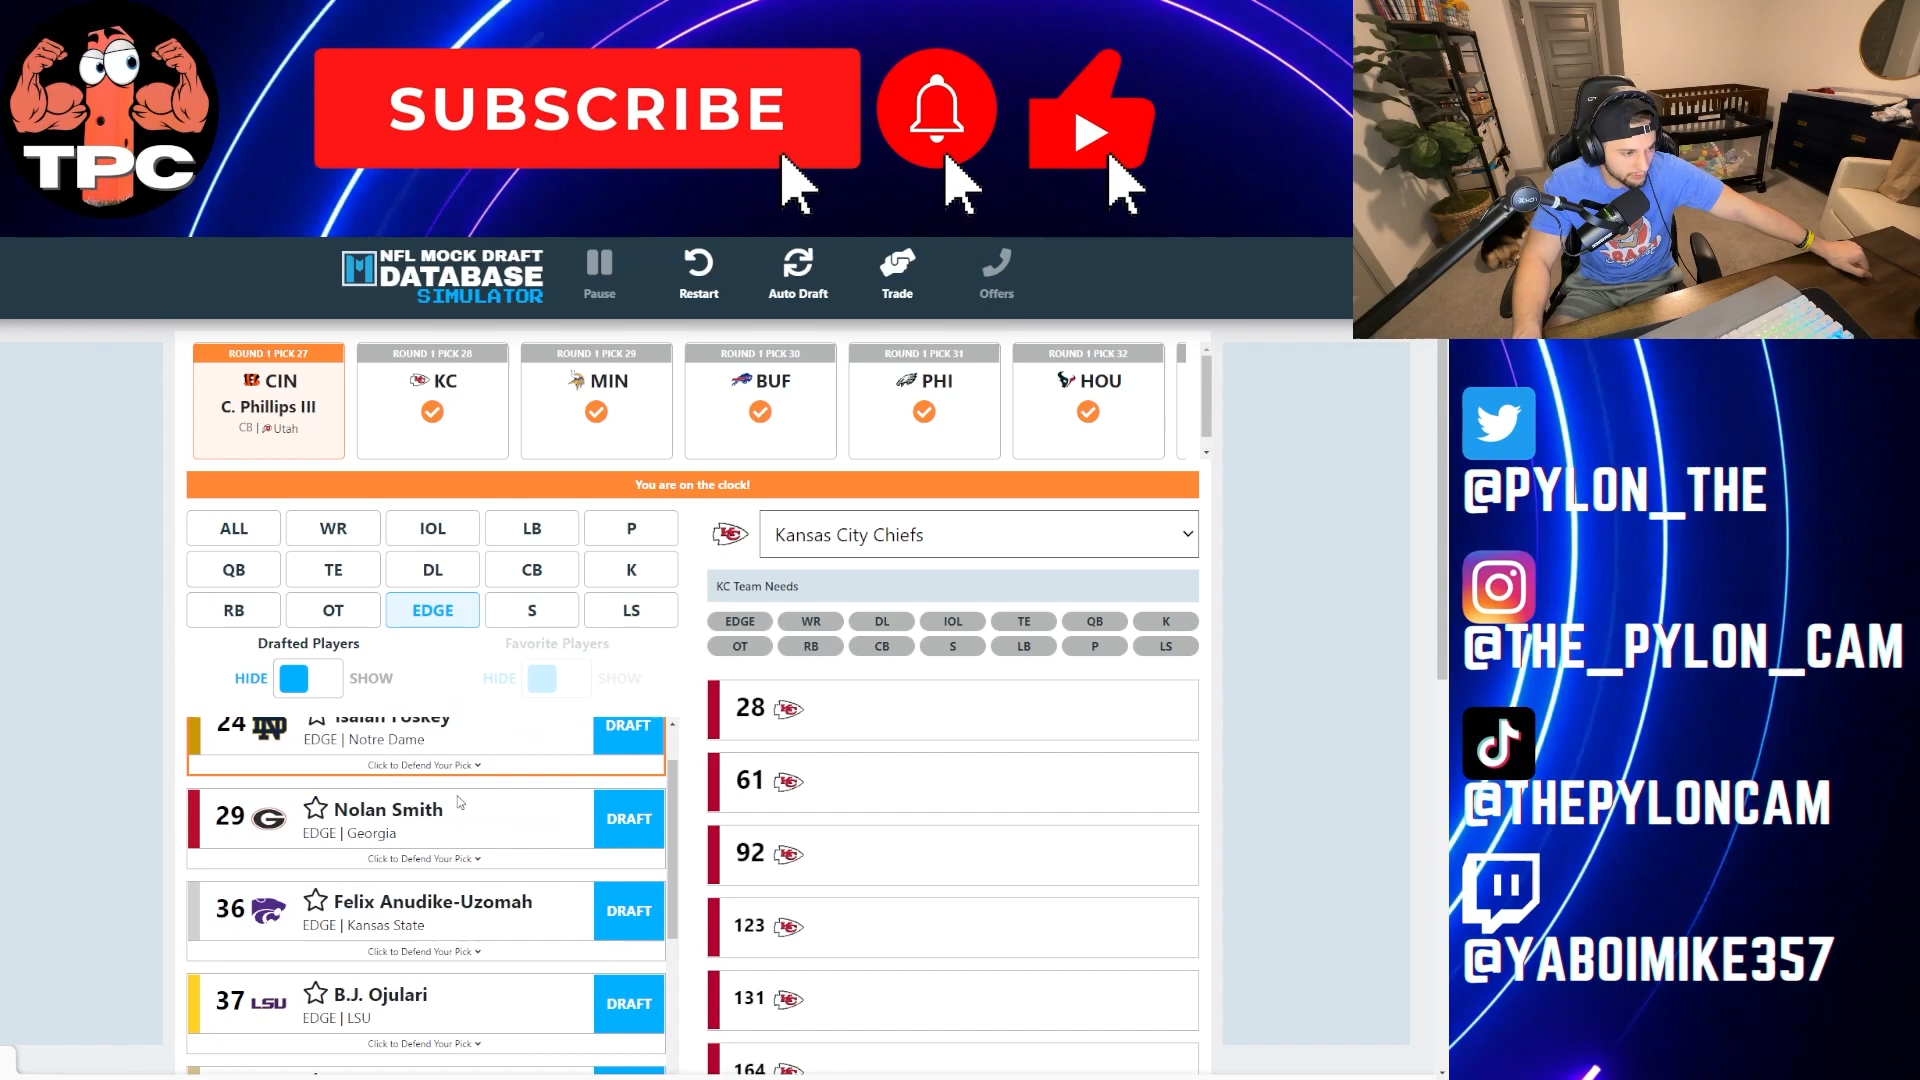 TPC
SUBSCRIBE
NFL MOCK DRAFT
DATABASE
SIMULATOR
Pause
Restart
Auto Draft
Trade
Offers
ROUND 1 PICK 27
CIN
C. Phillips III
CB | Utah
ROUND 1 PICK 28
KC
ROUND 1 PICK 29
MIN
ROUND 1 PICK 30
BUF
ROUND 1 PICK 31
PHI
ROUND 1 PICK 32
HOU
You are on the clock!
ALL WR IOL LB P
QB TE DL CB K
RB OT EDGE S LS
Drafted Players
HIDE SHOW
Favorite Players
HIDE SHOW
24 Isaiah Foskey
EDGE | Notre Dame
DRAFT
Click to Defend Your Pick
29 Nolan Smith
EDGE | Georgia
DRAFT
Click to Defend Your Pick
36 Felix Anudike-Uzomah
EDGE | Kansas State
DRAFT
Click to Defend Your Pick
37 LSU B.J. Ojulari
EDGE | LSU
DRAFT
Click to Defend Your Pick
Kansas City Chiefs
KC Team Needs
EDGE WR DL IOL TE QB K
OT RB CB S LB P LS
28
61
92
123
131
164
@PYLON_THE
@THE_PYLON_CAM
@THEPYLONCAM
@YABOIMIKE357